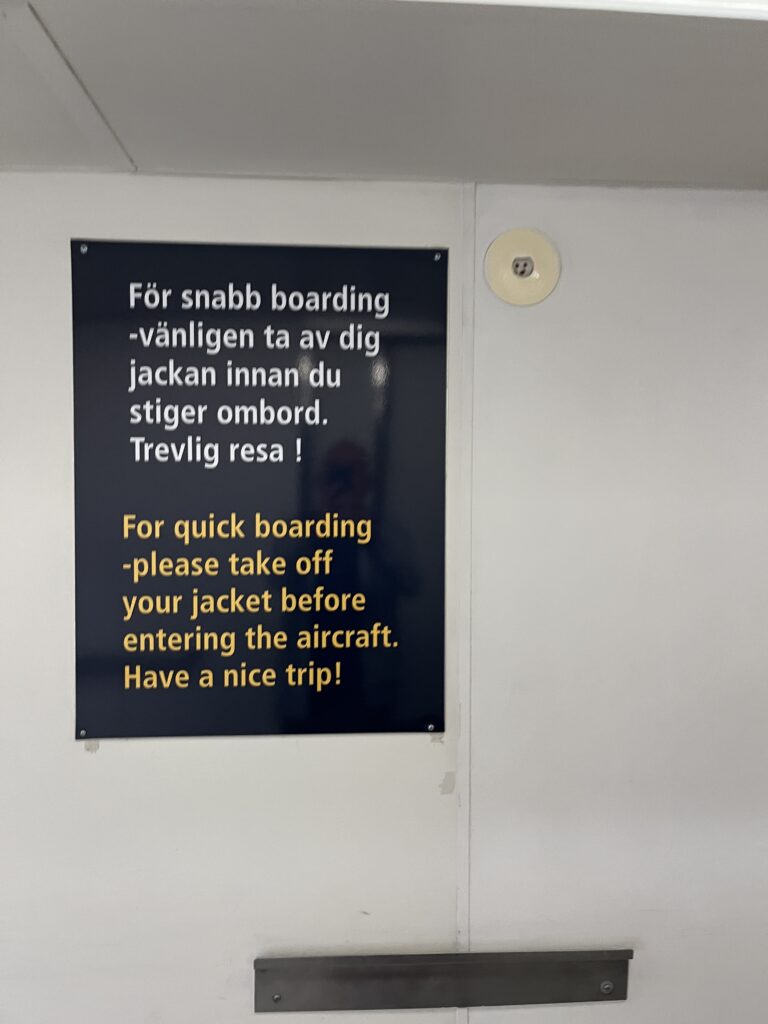 För snabb boarding
-vänligen ta av dig
jackan innan du
stiger ombord.
Trevlig resa !
For quick boarding
-please take off
your jacket before
entering the aircraft.
Have a nice trip!